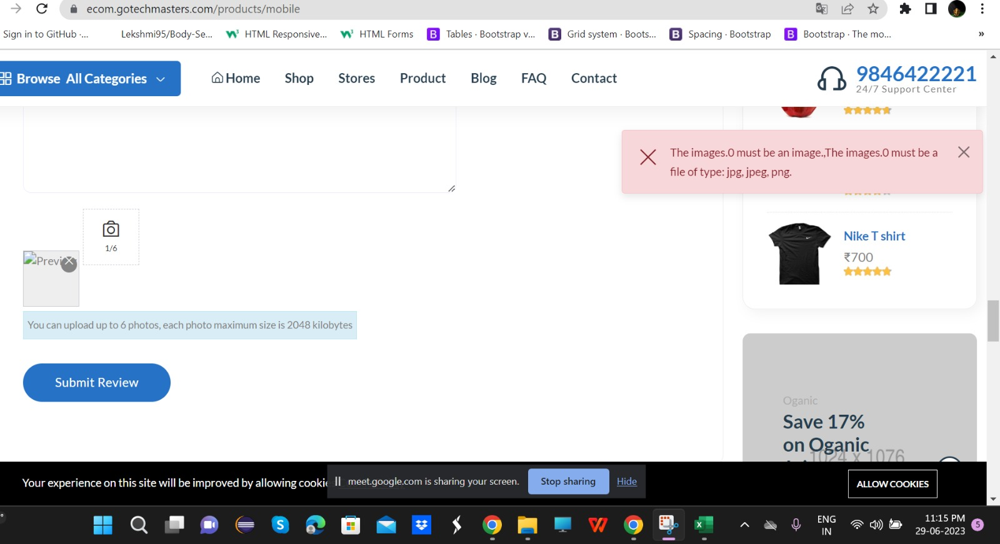 ecom.gotechmasters.com/products/mobile
Sign in to GitHub ·...
Lekshmi95/Body-Se...
HTML Responsive...
HTML Forms
Tables · Bootstrap v...
Grid system · Boots...
Spacing · Bootstrap
Bootstrap · The mo...
»
Browse All Categories
Home
Shop
Stores
Product
Blog
FAQ
Contact
9846422221
24/7 Support Center
The images.0 must be an image.,The images.0 must be a
file of type: jpg, jpeg, png.
1/6
Nike T shirt
₹700
You can upload up to 6 photos, each photo maximum size is 2048 kilobytes
Submit Review
Oganic
Save 17%
on Oganic
1024 x 1076
Your experience on this site will be improved by allowing cookie
meet.google.com is sharing your screen.
Stop sharing
Hide
ALLOW COOKIES
ENG
IN
11:15 PM
29-06-2023
5